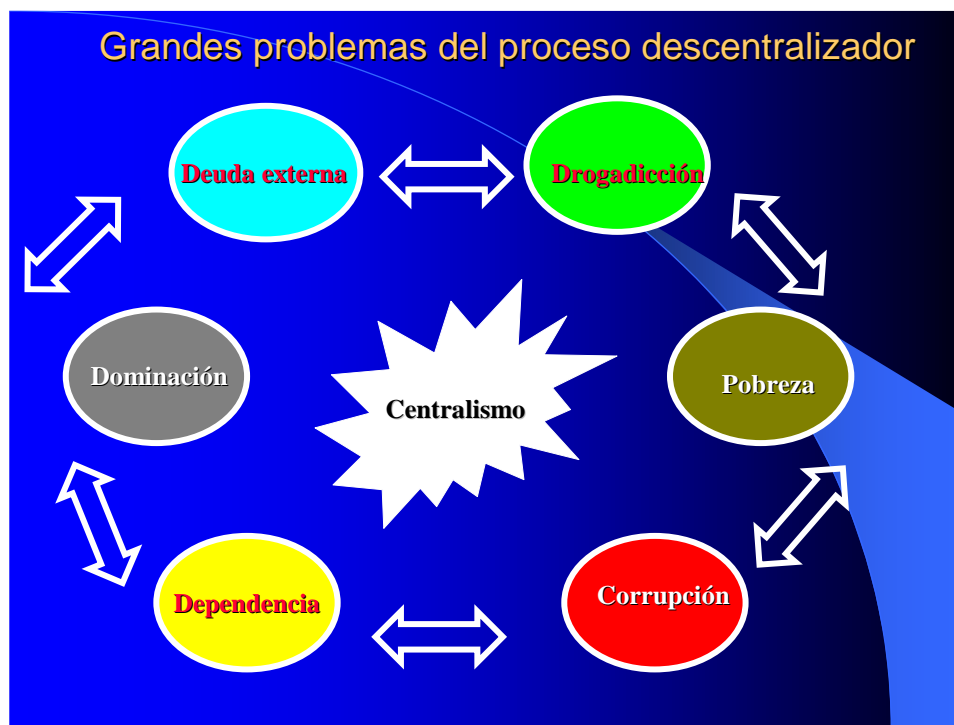 Grandes problemas del proceso descentralizador
Deuda externa
Drogadicción
Dominación
Centralismo
Pobreza
Dependencia
Corrupción